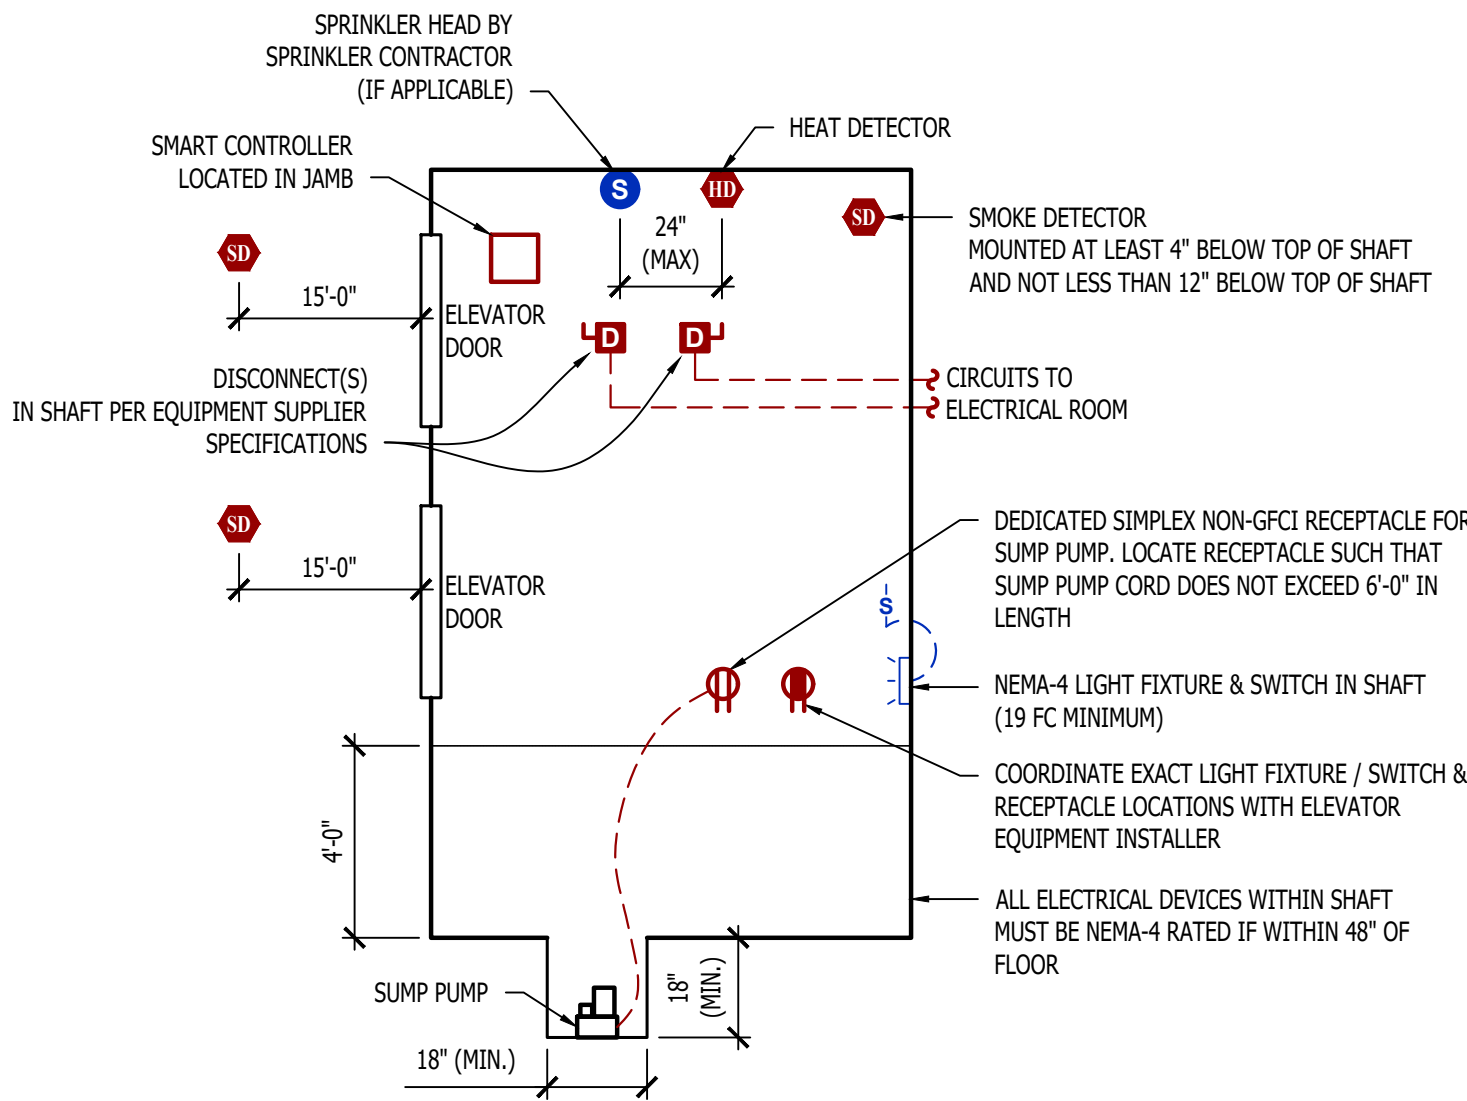 SPRINKLER HEAD BY
SPRINKLER CONTRACTOR
(IF APPLICABLE)
HEAT DETECTOR
SMART CONTROLLER
LOCATED IN JAMB
S
HD
SD
SMOKE DETECTOR
MOUNTED AT LEAST 4" BELOW TOP OF SHAFT
AND NOT LESS THAN 12" BELOW TOP OF SHAFT
24"
(MAX)
SD
15'-0"
ELEVATOR
DOOR
D
D
DISCONNECT(S)
IN SHAFT PER EQUIPMENT SUPPLIER
SPECIFICATIONS
CIRCUITS TO
ELECTRICAL ROOM
SD
15'-0"
ELEVATOR
DOOR
DEDICATED SIMPLEX NON-GFCI RECEPTACLE FOR
SUMP PUMP. LOCATE RECEPTACLE SUCH THAT
SUMP PUMP CORD DOES NOT EXCEED 6'-0" IN
LENGTH
S
NEMA-4 LIGHT FIXTURE & SWITCH IN SHAFT
(19 FC MINIMUM)
COORDINATE EXACT LIGHT FIXTURE / SWITCH &
RECEPTACLE LOCATIONS WITH ELEVATOR
EQUIPMENT INSTALLER
4'-0"
ALL ELECTRICAL DEVICES WITHIN SHAFT
MUST BE NEMA-4 RATED IF WITHIN 48" OF
FLOOR
SUMP PUMP
18"
(MIN.)
18" (MIN.)